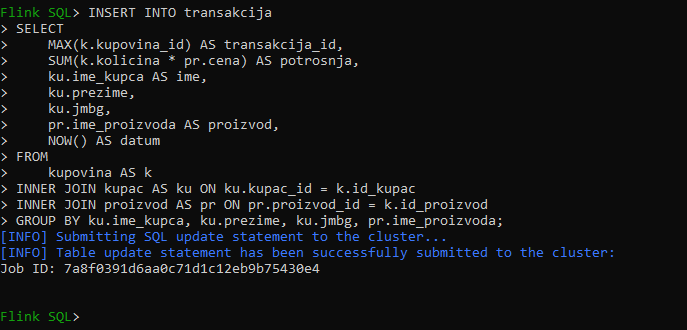 Flink SQL> INSERT INTO transakcija
> SELECT
>     MAX(k.kupovina_id) AS transakcija_id,
>     SUM(k.kolicina * pr.cena) AS potrosnja,
>     ku.ime_kupca AS ime,
>     ku.prezime,
>     ku.jmbg,
>     pr.ime_proizvoda AS proizvod,
>     NOW() AS datum
> FROM
>     kupovina AS k
> INNER JOIN kupac AS ku ON ku.kupac_id = k.id_kupac
> INNER JOIN proizvod AS pr ON pr.proizvod_id = k.id_proizvod
> GROUP BY ku.ime_kupca, ku.prezime, ku.jmbg, pr.ime_proizvoda;
[INFO] Submitting SQL update statement to the cluster...
[INFO] Table update statement has been successfully submitted to the cluster:
Job ID: 7a8f0391d6aa0c71d1c12eb9b75430e4
Flink SQL>